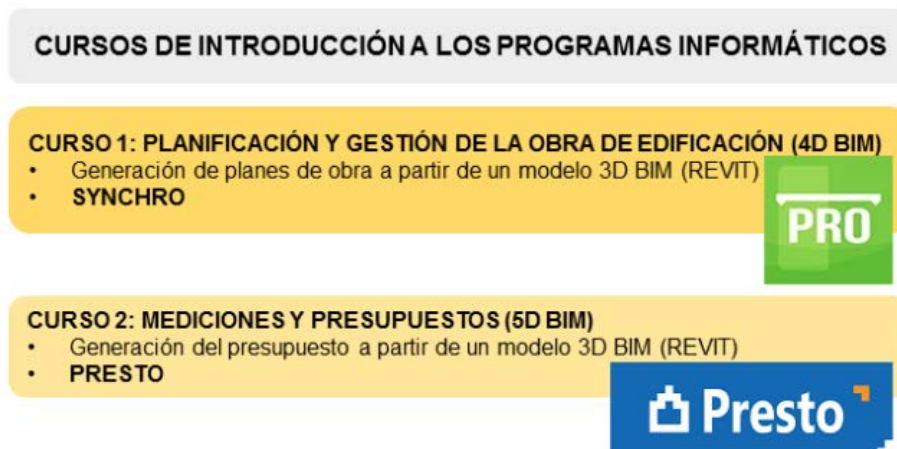 CURSOS DE INTRODUCCIÓN A LOS PROGRAMAS INFORMÁTICOS
CURSO 1: PLANIFICACIÓN Y GESTIÓN DE LA OBRA DE EDIFICACIÓN (4D BIM)
• Generación de planes de obra a partir de un modelo 3D BIM (REVIT)
• SYNCHRO
PRO
CURSO 2: MEDICIONES Y PRESUPUESTOS (5D BIM)
• Generación del presupuesto a partir de un modelo 3D BIM (REVIT)
• PRESTO
Presto